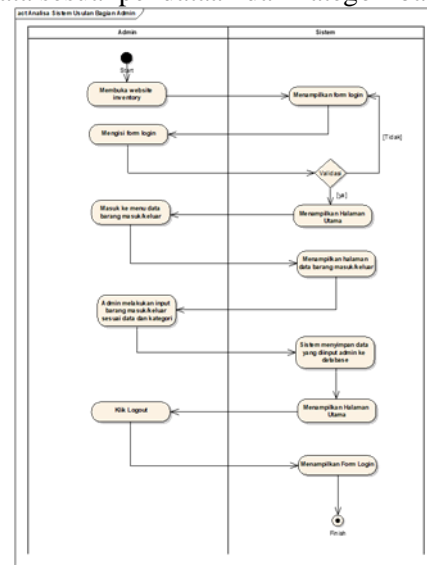 act Analisa Sistem Usulan Bagian Admin
Admin
Sistem
Start
Membuka website
inventory
Menampilkan form login
Mengisi form login
[Tidak]
Validasi
[ya]
Menampilkan Halaman
Utama
Masuk ke menu data
barang masuk/keluar
Menampilkan halaman
data barang masuk/keluar
Admin melakukan input
barang masuk/keluar
sesuai data dan kategori
Sistem menyimpan data
yang diinput admin ke
database
Menampilkan Halaman
Utama
Klik Logout
Menampilkan Form Login
Finish